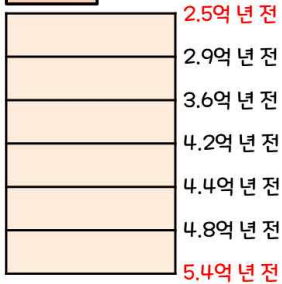 2.5억 년 전
2.9억 년 전
3.6억 년 전
4.2억 년 전
4.4억 년 전
4.8억 년 전
5.4억 년 전